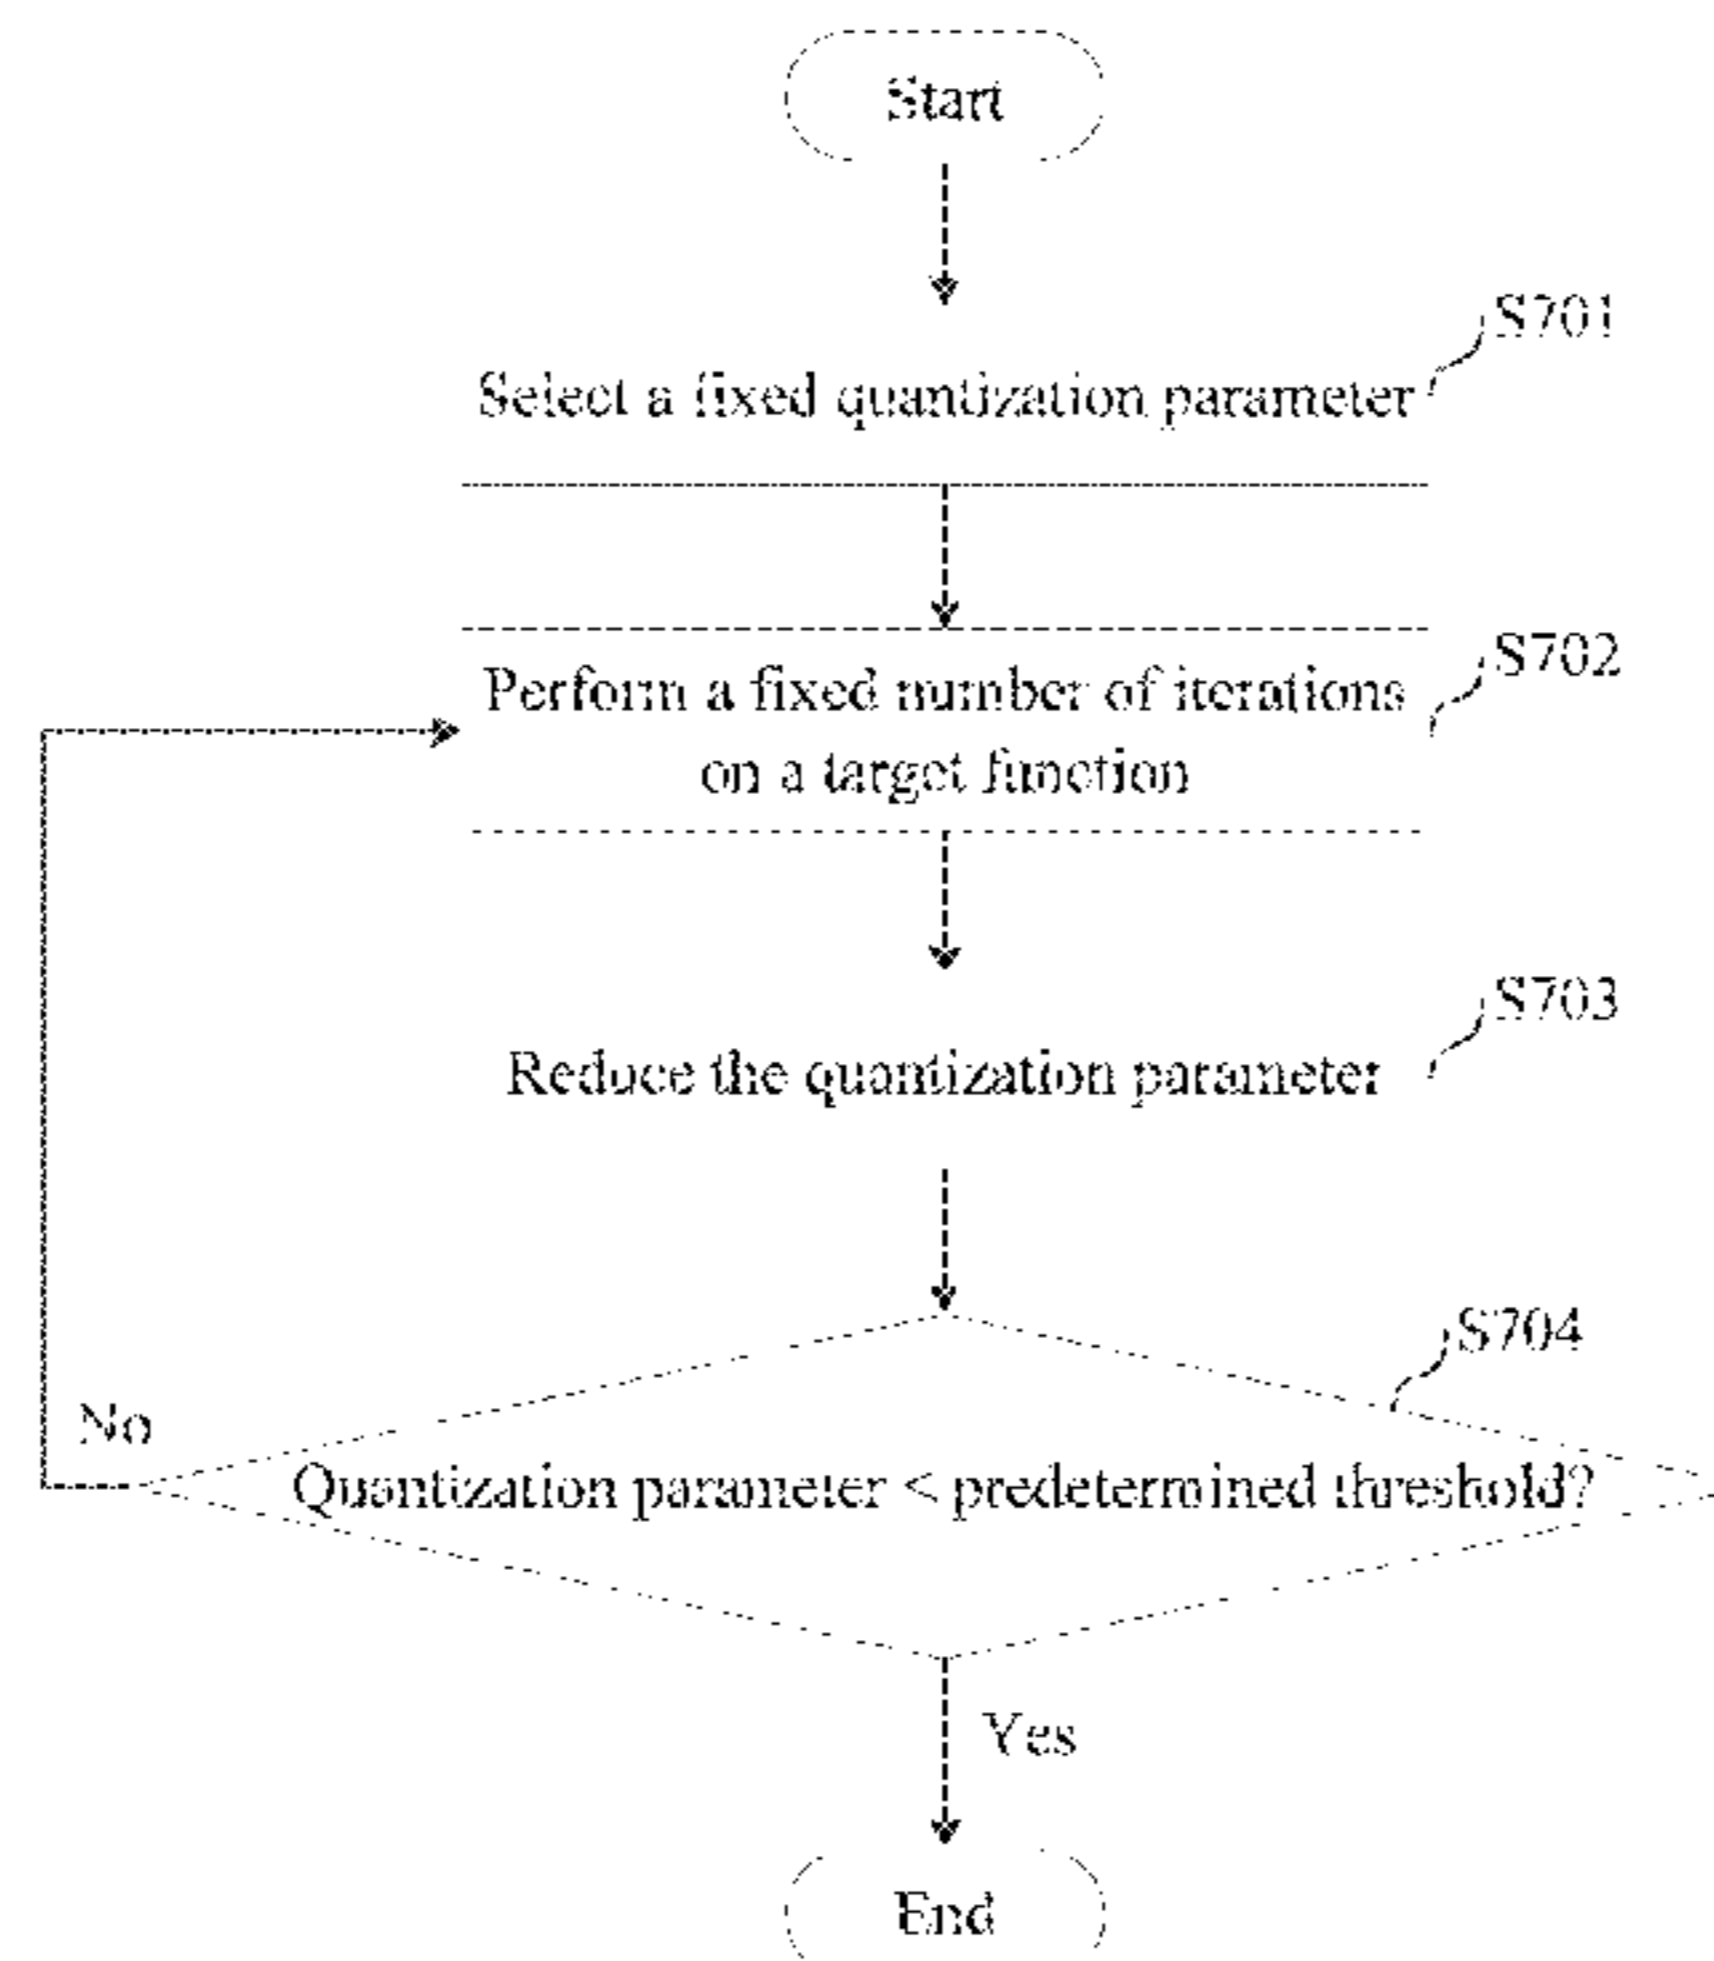 Start
S701
Select a fixed quantization parameter
S702
Perform a fixed number of iterations
on a target function
S703
Reduce the quantization parameter
S704
No
Quantization parameter < predetermined threshold?
Yes
End